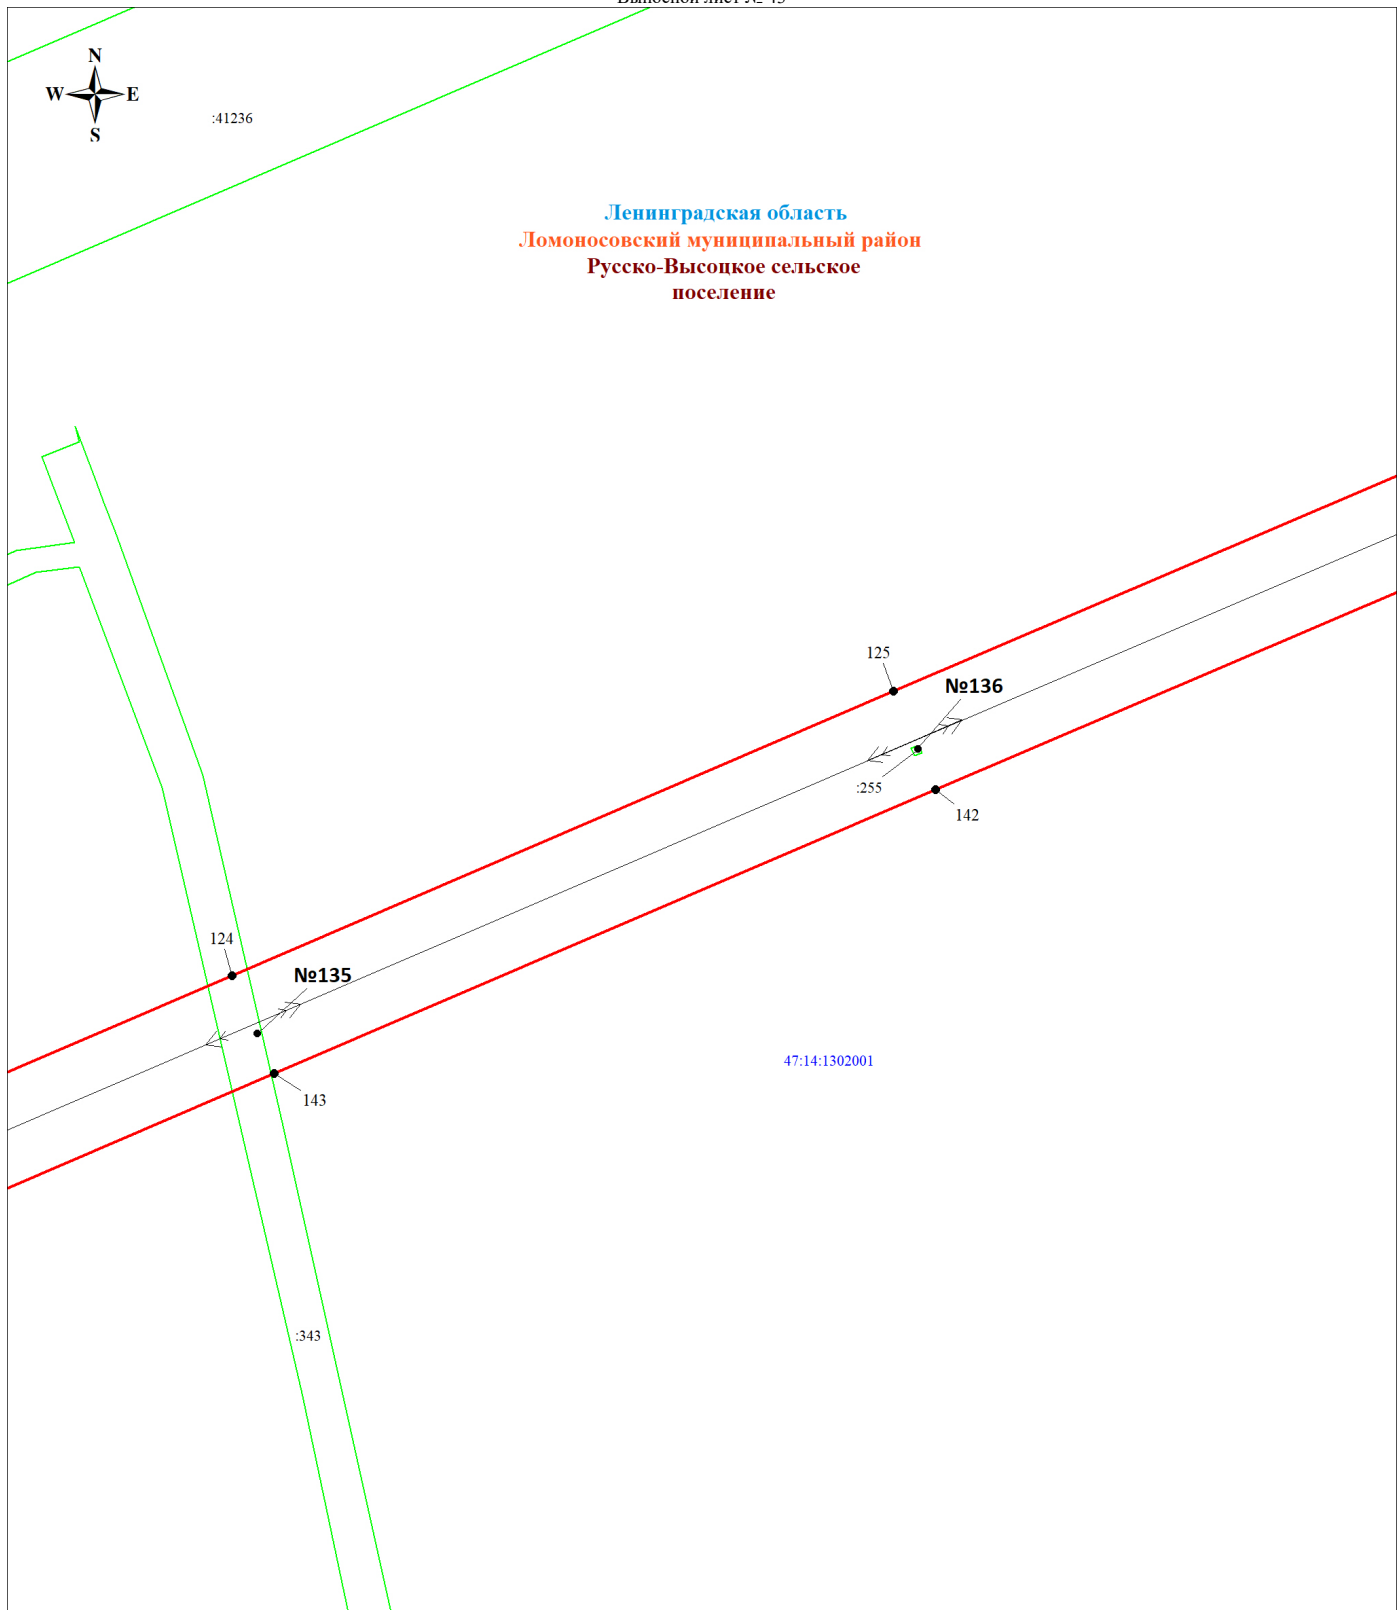 N
W E
S
:41236
Ленинградская область
Ломоносовский муниципальный район
Русско-Высоцкое сельское
поселение
125
№136
:255
142
124
№135
47:14:1302001
143
:343